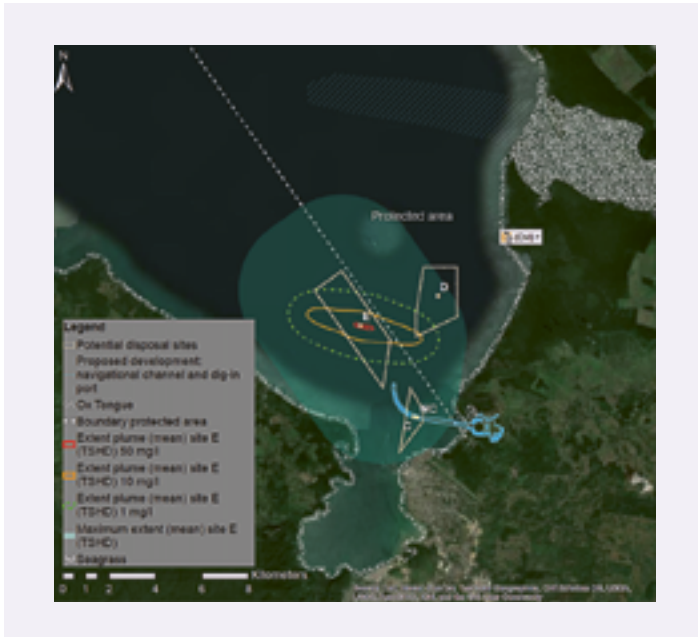 N
Protected area
D
E
C
Legend
Potential disposal sites
Proposed development:
navigational channel and dig-in
port
Ox Tongue
Boundary protected area
Extent plume (mean) site E
(TSHD) 50 mg/l
Extent plume (mean) site E
(TSHD) 10 mg/l
Extent plume (mean) site E
(TSHD) 1 mg/l
Maximum extent (mean) site E
(TSHD)
Seagrass
Kilometers
0 1 2 4 6 8